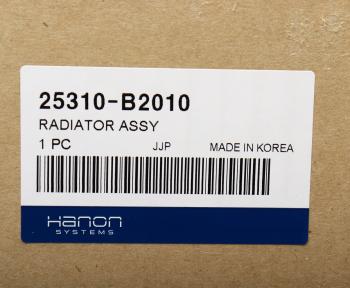 25310-B2010
RADIATOR ASSY
1 PC JJP MADE IN KOREA
Hanon
SYSTEMS